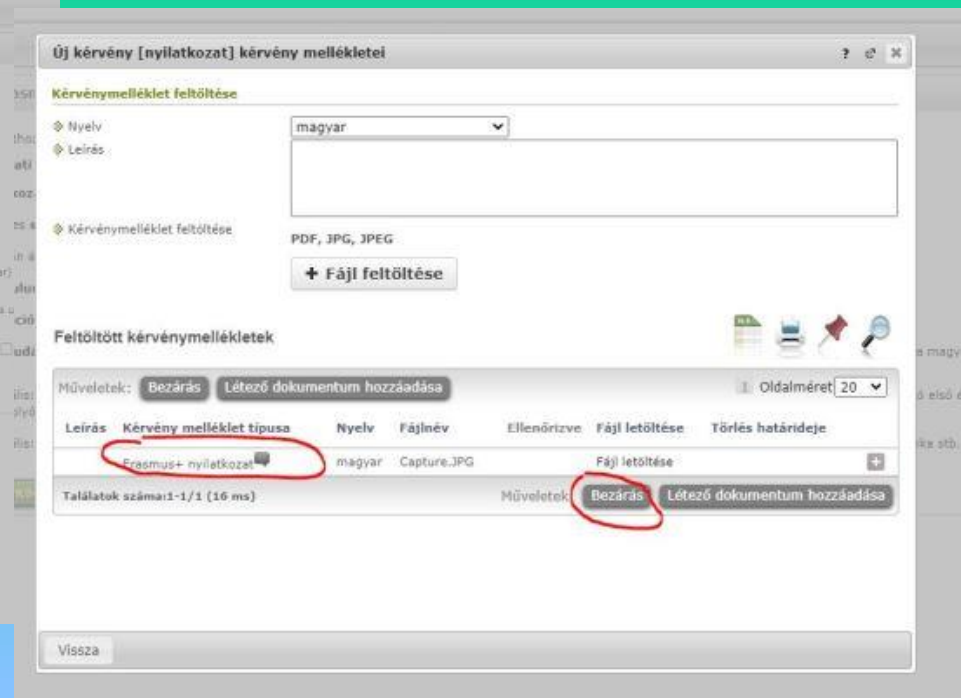 Új kérvény [nyilatkozat] kérvény mellékletei
Kérvénymelléklet feltöltése
Nyelv magyar
Leírás
Kérvénymelléklet feltöltése
PDF, JPG, JPEG
+ Fájl feltöltése
Feltöltött kérvénymellékletek
Műveletek: Bezárás Létező dokumentum hozzáadása 1 Oldalméret 20
Leírás Kérvény melléklet típusa Nyelv Fájlnév Ellenőrizve Fájl letöltése Törlés határideje
Erasmus+ nyilatkozat magyar Capture.JPG Fájl letöltése
Találatok száma:1-1/1 (16 ms) Műveletek: Bezárás Létező dokumentum hozzáadása
Vissza